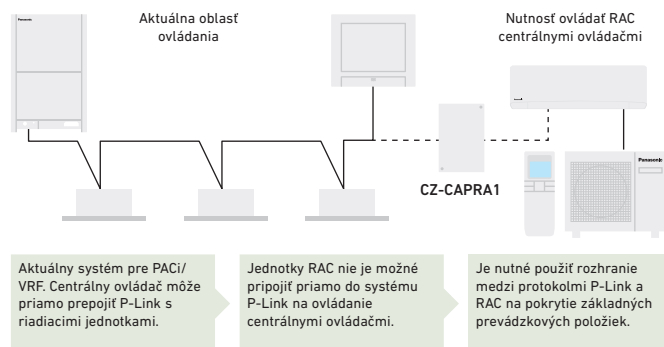 Panasonic
Aktuálna oblasť
ovládania
Nutnosť ovládať RAC
centrálnymi ovládačmi
CZ-CAPRA1
Panasonic
Aktuálny systém pre PACi/
VRF. Centrálny ovládač môže
priamo prepojiť P-Link s
riadiacimi jednotkami.
Jednotky RAC nie je možné
pripojiť priamo do systému
P-Link na ovládanie
centrálnymi ovládačmi.
Je nutné použiť rozhranie
medzi protokolmi P-Link a
RAC na pokrytie základných
prevádzkových položiek.